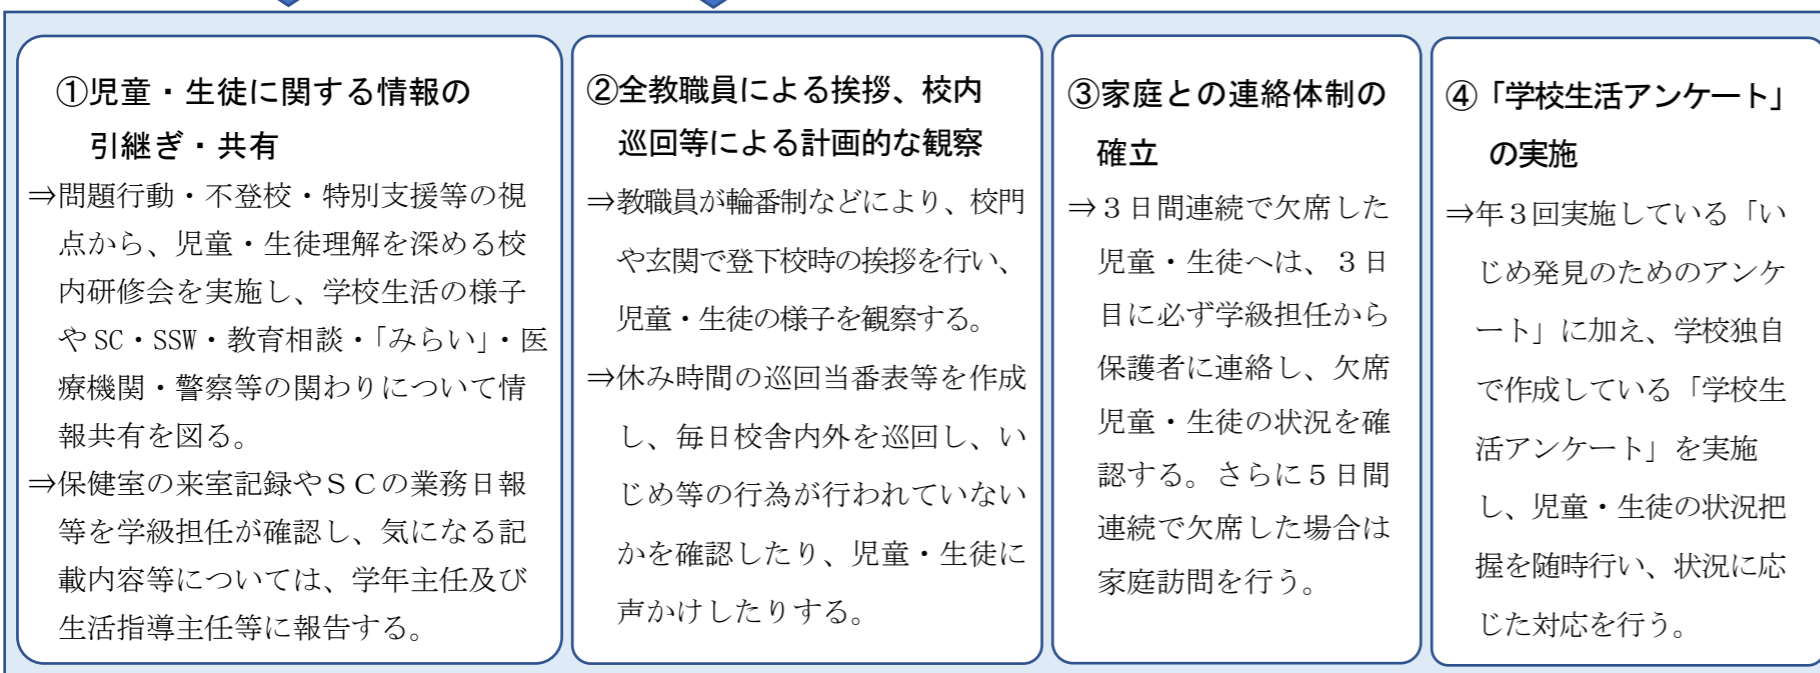 ①児童・生徒に関する情報の
引継ぎ・共有
⇒問題行動・不登校・特別支援等の視
点から、児童・生徒理解を深める校
内研修会を実施し、学校生活の様子
や SC・SSW・教育相談・「みらい」・医
療機関・警察等の関わりについて情
報共有を図る。
⇒保健室の来室記録やＳＣの業務日報
等を学級担任が確認し、気になる記
載内容等については、学年主任及び
生活指導主任等に報告する。
②全教職員による挨拶、校内
巡回等による計画的な観察
⇒教職員が輪番制などにより、校門
や玄関で登下校時の挨拶を行い、
児童・生徒の様子を観察する。
⇒休み時間の巡回当番表等を作成
し、毎日校舎内外を巡回し、い
じめ等の行為が行われていない
かを確認したり、児童・生徒に
声かけしたりする。
③家庭との連絡体制の
確立
⇒３日間連続で欠席した
児童・生徒へは、３日
目に必ず学級担任から
保護者に連絡し、欠席
児童・生徒の状況を確
認する。さらに５日間
連続で欠席した場合は
家庭訪問を行う。
④「学校生活アンケート」
の実施
⇒年３回実施している「い
じめ発見のためのアンケ
ート」に加え、学校独自
で作成している「学校生
活アンケート」を実施
し、児童・生徒の状況把
握を随時行い、状況に応
じた対応を行う。